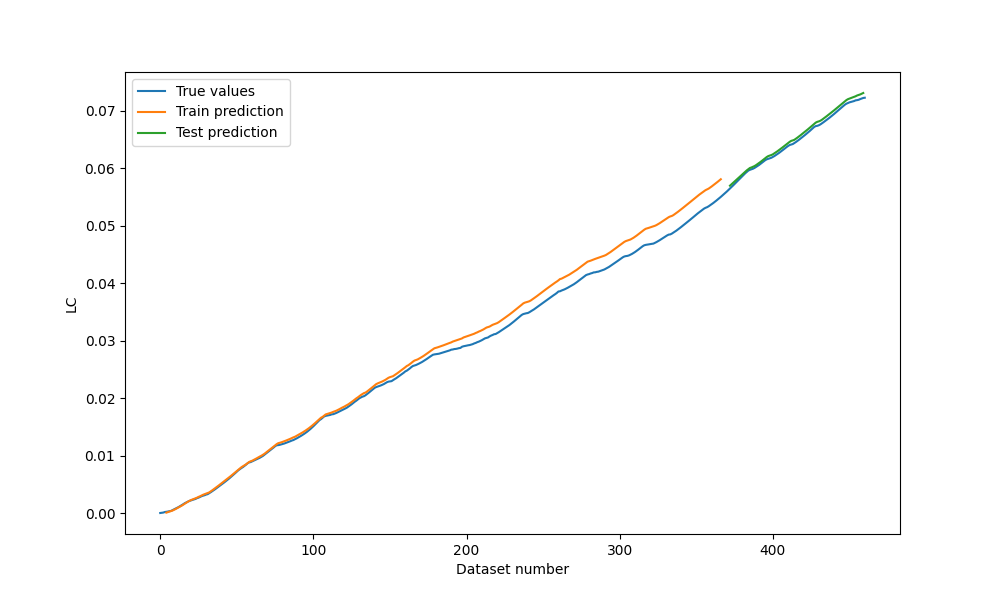 True values
Train prediction
Test prediction
0.07
0.06
0.05
0.04
0.03
0.02
0.01
0.00
LC
0 100 200 300 400
Dataset number